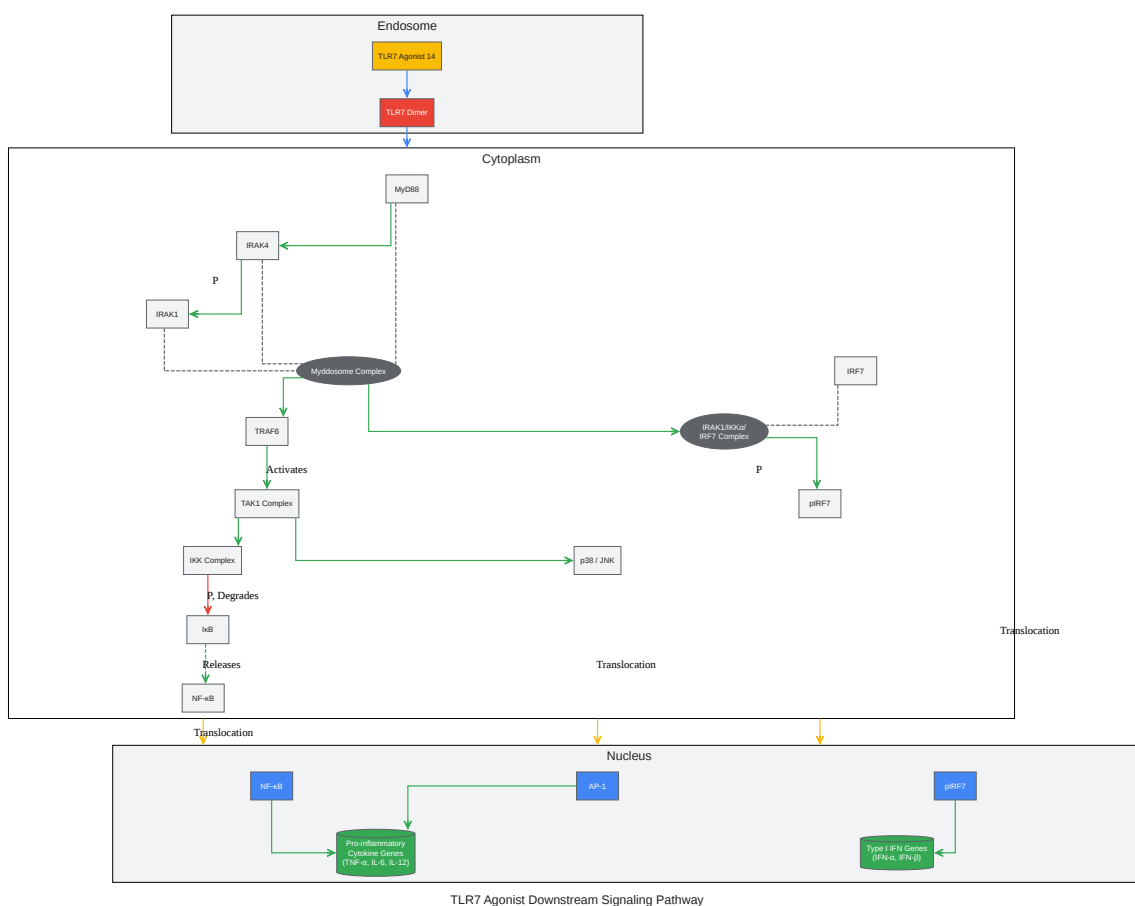 Endosome
TLR7 Agonist 14
TLR7 Dimer
Cytoplasm
MyD88
IRAK4
P
IRAK1
Myddosome Complex
IRF7
TRAF6
IRAK1/IKKα/
IRF7 Complex
Activates
P
TAK1 Complex
pIRF7
IKK Complex
p38 / JNK
P, Degrades
IκB
Translocation
Releases
Translocation
NF-κB
Translocation
Nucleus
NF-κB
AP-1
pIRF7
Pro-inflammatory
Cytokine Genes
(TNF-α, IL-6, IL-12)
Type I IFN Genes
(IFN-α, IFN-β)
TLR7 Agonist Downstream Signaling Pathway